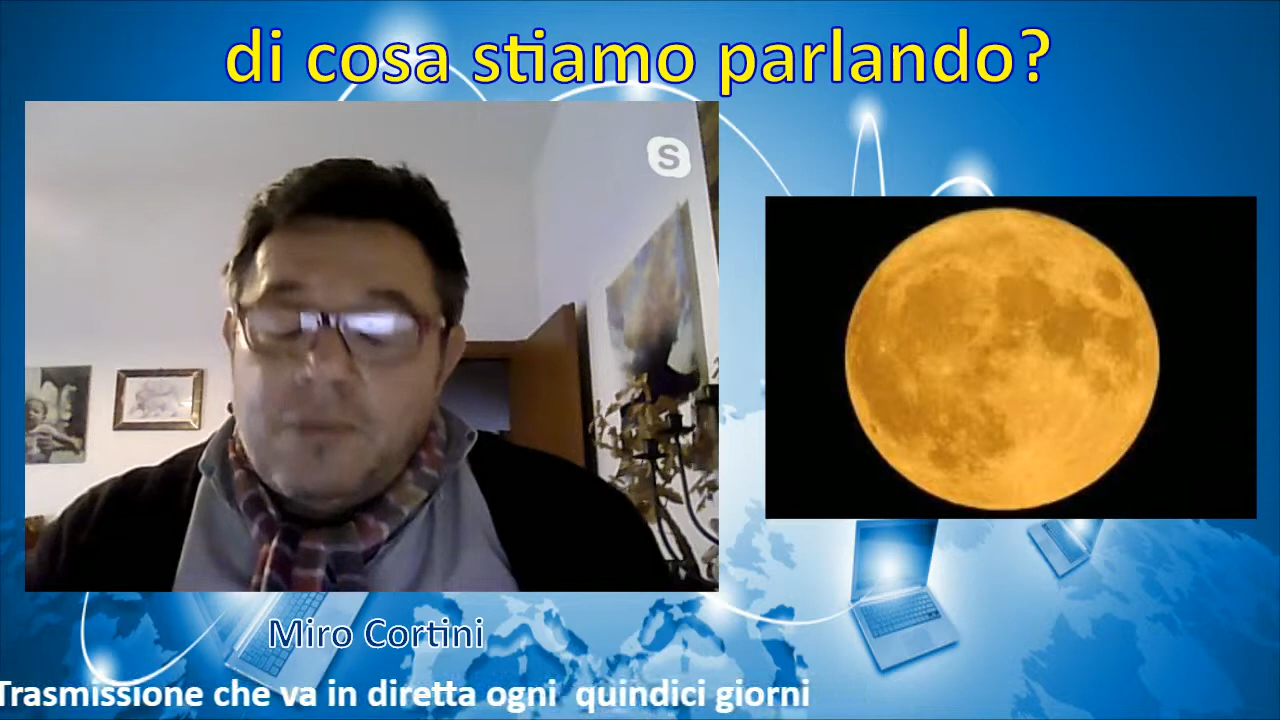 di cosa stiamo parlando?
S
Miro Cortini
Trasmissione che va in diretta ogni quindici giorni